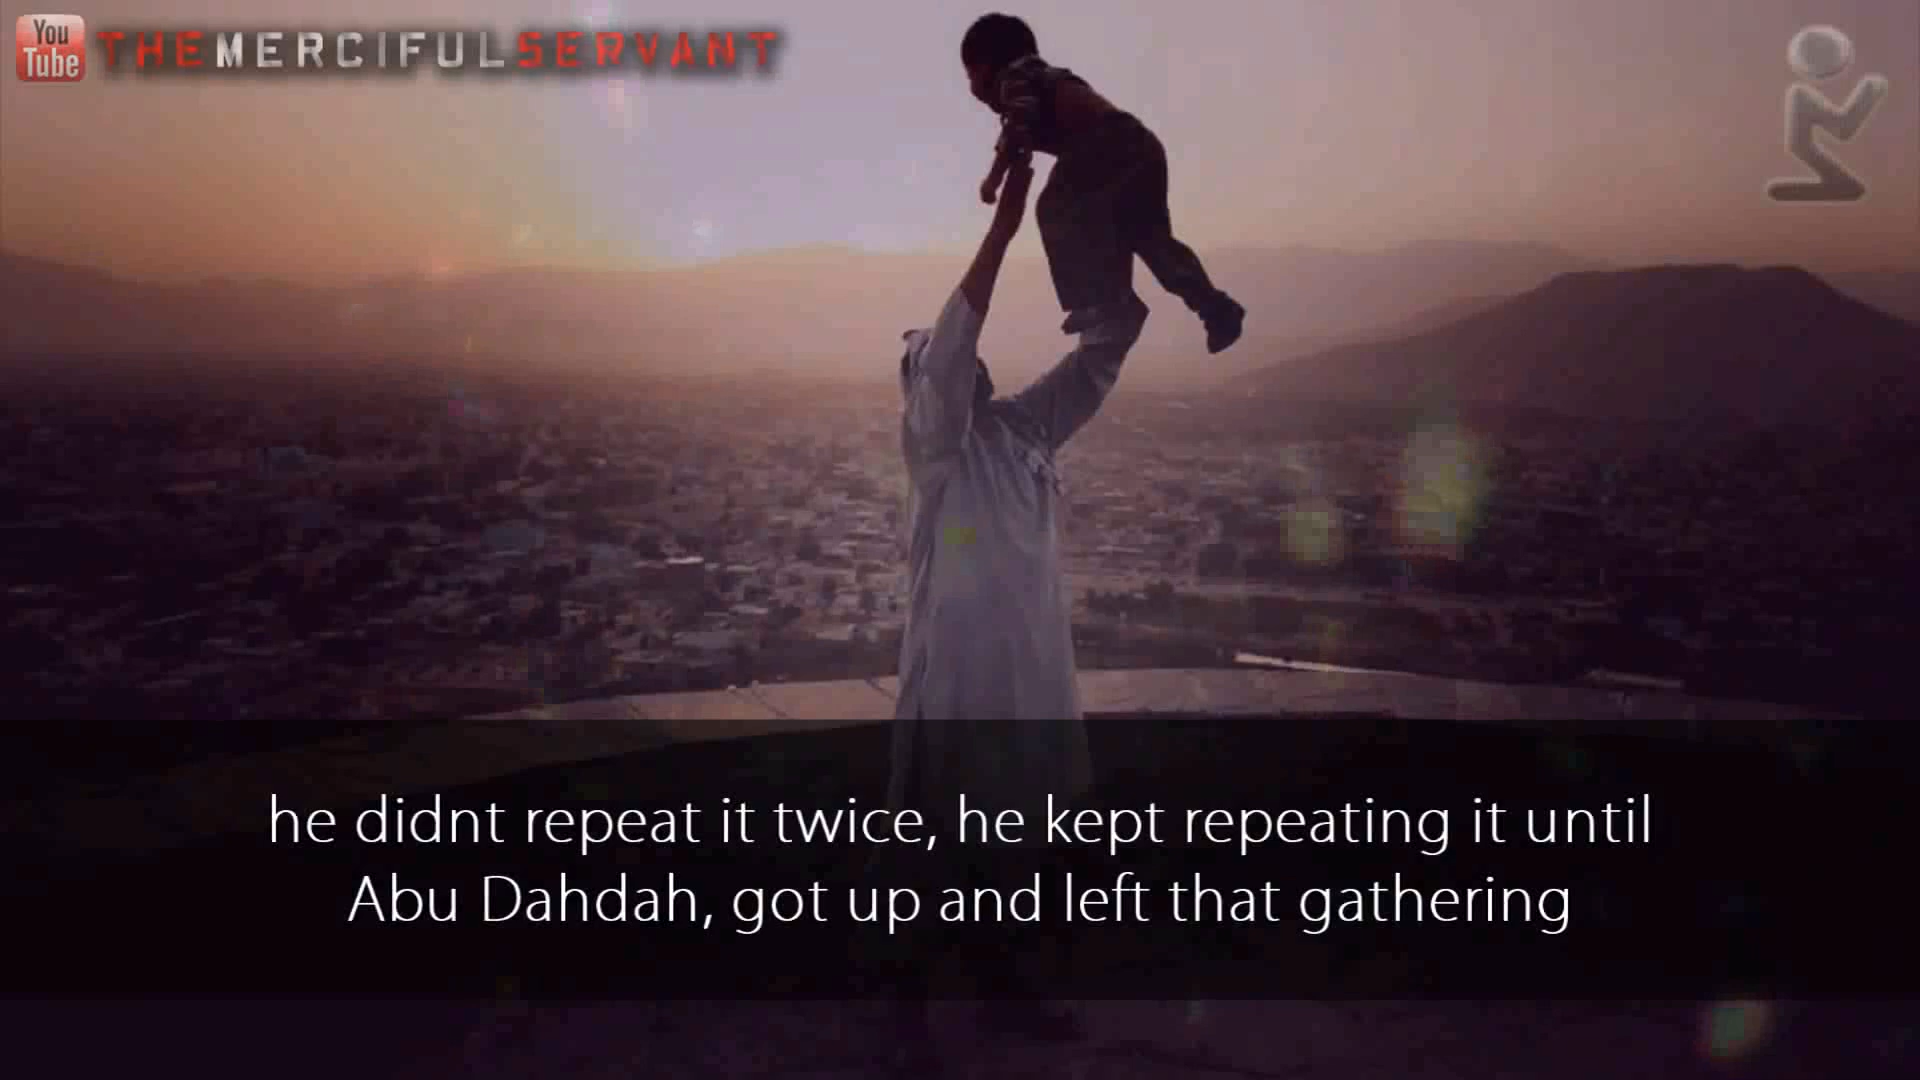 You
Tube
THEMERCIFULSERVANT
he didnt repeat it twice, he kept repeating it until
Abu Dahdah, got up and left that gathering